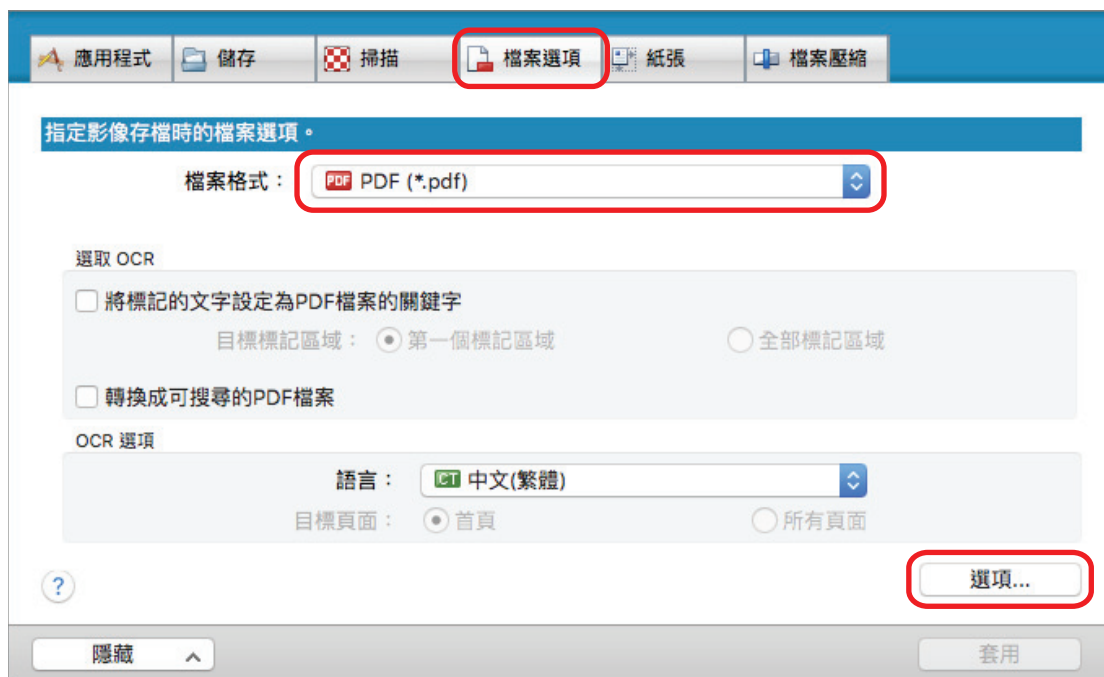 應用程式 儲存 掃描 檔案選項 紙張 檔案壓縮
指定影像存檔時的檔案選項。
檔案格式： PDF PDF (*.pdf)
選取 OCR
將標記的文字設定為PDF檔案的關鍵字
目標標記區域： 第一個標記區域 全部標記區域
轉換成可搜尋的PDF檔案
OCR 選項
語言： CT 中文(繁體)
目標頁面： 首頁 所有頁面
? 選項...
隱藏 套用